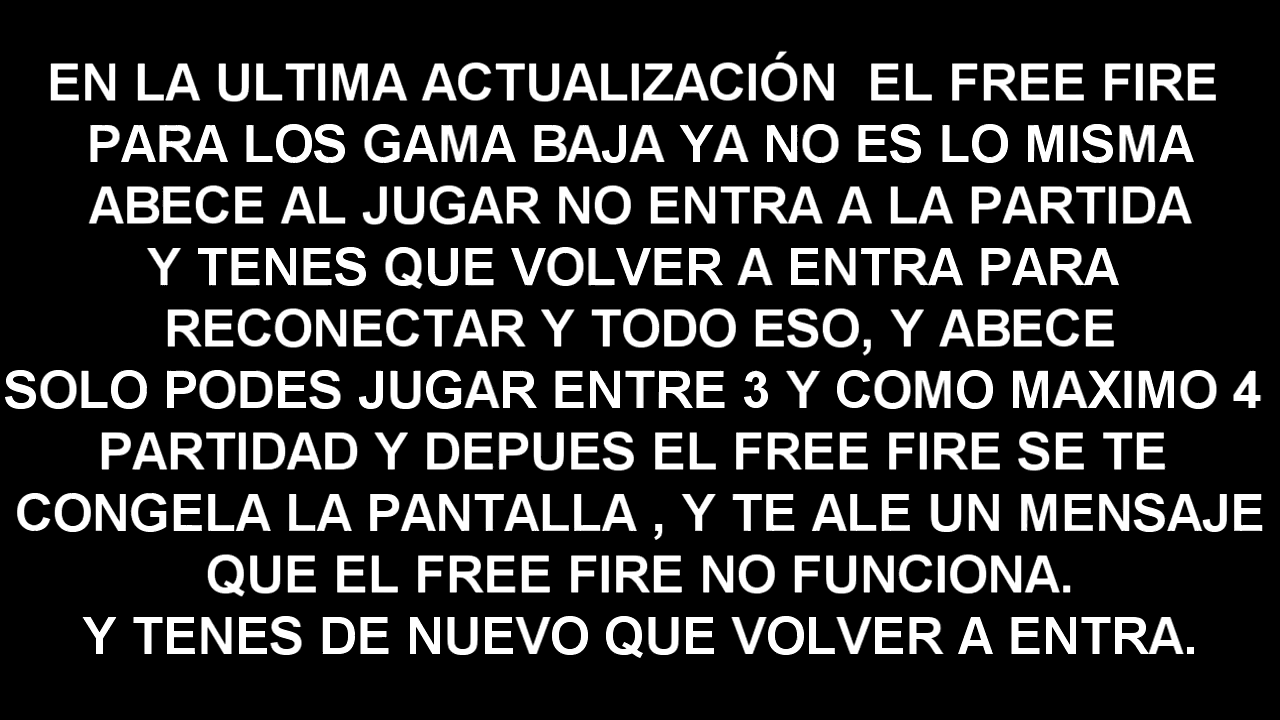 EN LA ULTIMA ACTUALIZACIÓN EL FREE FIRE
PARA LOS GAMA BAJA YA NO ES LO MISMA
ABECE AL JUGAR NO ENTRA A LA PARTIDA
Y TENES QUE VOLVER A ENTRA PARA
RECONECTAR Y TODO ESO, Y ABECE
SOLO PODES JUGAR ENTRE 3 Y COMO MAXIMO 4
PARTIDAD Y DEPUES EL FREE FIRE SE TE
CONGELA LA PANTALLA , Y TE ALE UN MENSAJE
QUE EL FREE FIRE NO FUNCIONA.
Y TENES DE NUEVO QUE VOLVER A ENTRA.